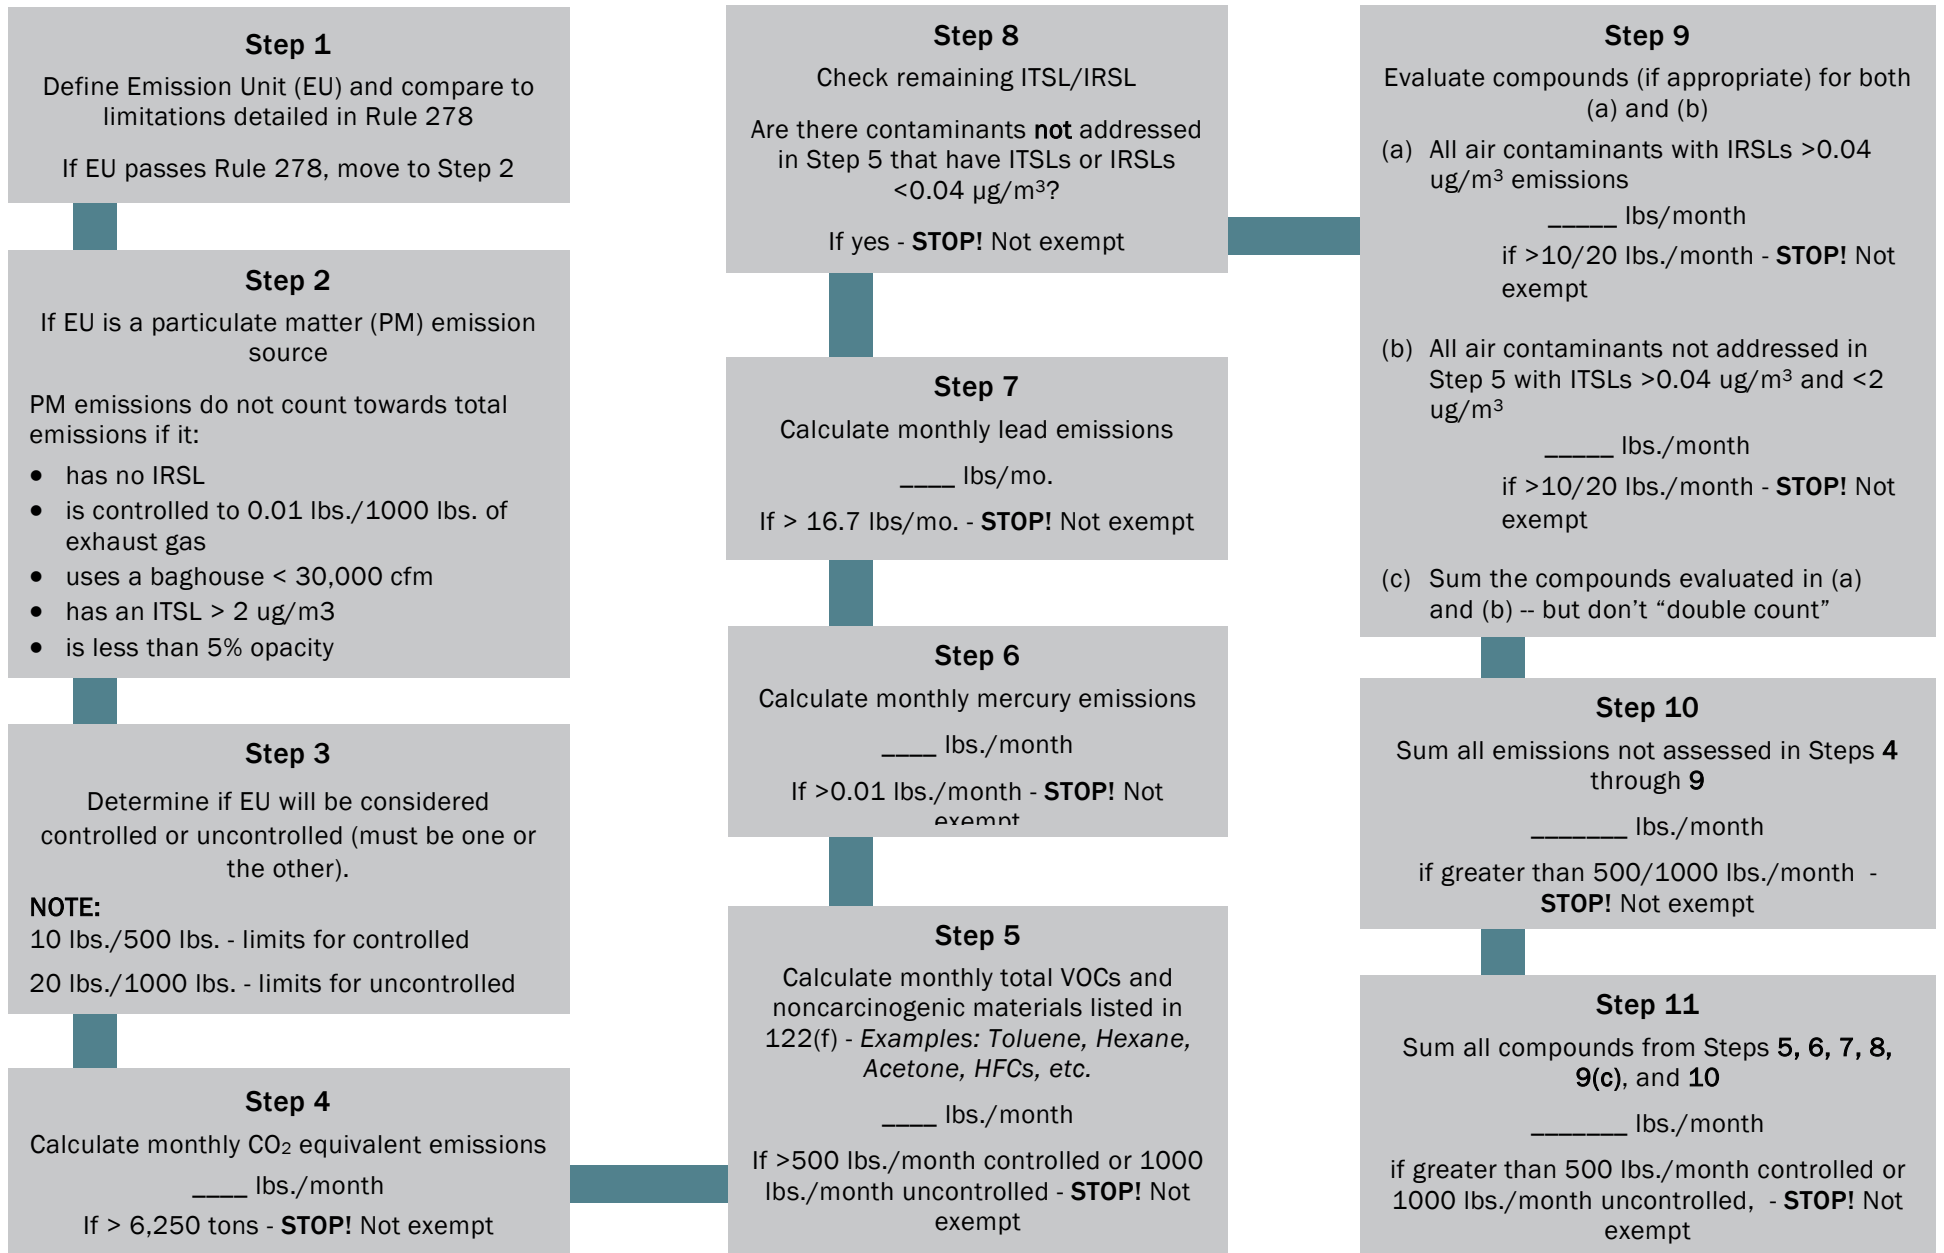 Step 1
Define Emission Unit (EU) and compare to
limitations detailed in Rule 278
If EU passes Rule 278, move to Step 2
Step 2
If EU is a particulate matter (PM) emission
source
PM emissions do not count towards total
emissions if it:
• has no IRSL
• is controlled to 0.01 lbs./1000 lbs. of
exhaust gas
• uses a baghouse < 30,000 cfm
• has an ITSL > 2 ug/m3
• is less than 5% opacity
Step 3
Determine if EU will be considered
controlled or uncontrolled (must be one or
the other).
NOTE:
10 lbs./500 lbs. - limits for controlled
20 lbs./1000 lbs. - limits for uncontrolled
Step 4
Calculate monthly CO₂ equivalent emissions
____ lbs./month
If > 6,250 tons - STOP! Not exempt
Step 5
Calculate monthly total VOCs and
noncarcinogenic materials listed in
122(f) - Examples: Toluene, Hexane,
Acetone, HFCs, etc.
____ lbs./month
If >500 lbs./month controlled or 1000
lbs./month uncontrolled - STOP! Not
exempt
Step 6
Calculate monthly mercury emissions
____ lbs./month
If >0.01 lbs./month - STOP! Not
exempt
Step 7
Calculate monthly lead emissions
____ lbs/mo.
If > 16.7 lbs/mo. - STOP! Not exempt
Step 8
Check remaining ITSL/IRSL
Are there contaminants not addressed
in Step 5 that have ITSLs or IRSLs
<0.04 µg/m³?
If yes - STOP! Not exempt
Step 9
Evaluate compounds (if appropriate) for both
(a) and (b)
(a) All air contaminants with IRSLs >0.04
ug/m³ emissions
_____ lbs/month
if >10/20 lbs./month - STOP! Not
exempt
(b) All air contaminants not addressed in
Step 5 with ITSLs >0.04 ug/m³ and <2
ug/m³
_____ lbs./month
if >10/20 lbs./month - STOP! Not
exempt
(c) Sum the compounds evaluated in (a)
and (b) -- but don’t “double count”
Step 10
Sum all emissions not assessed in Steps 4
through 9
_______ lbs./month
if greater than 500/1000 lbs./month -
STOP! Not exempt
Step 11
Sum all compounds from Steps 5, 6, 7, 8,
9(c), and 10
_______ lbs./month
if greater than 500 lbs./month controlled or
1000 lbs./month uncontrolled, - STOP! Not
exempt